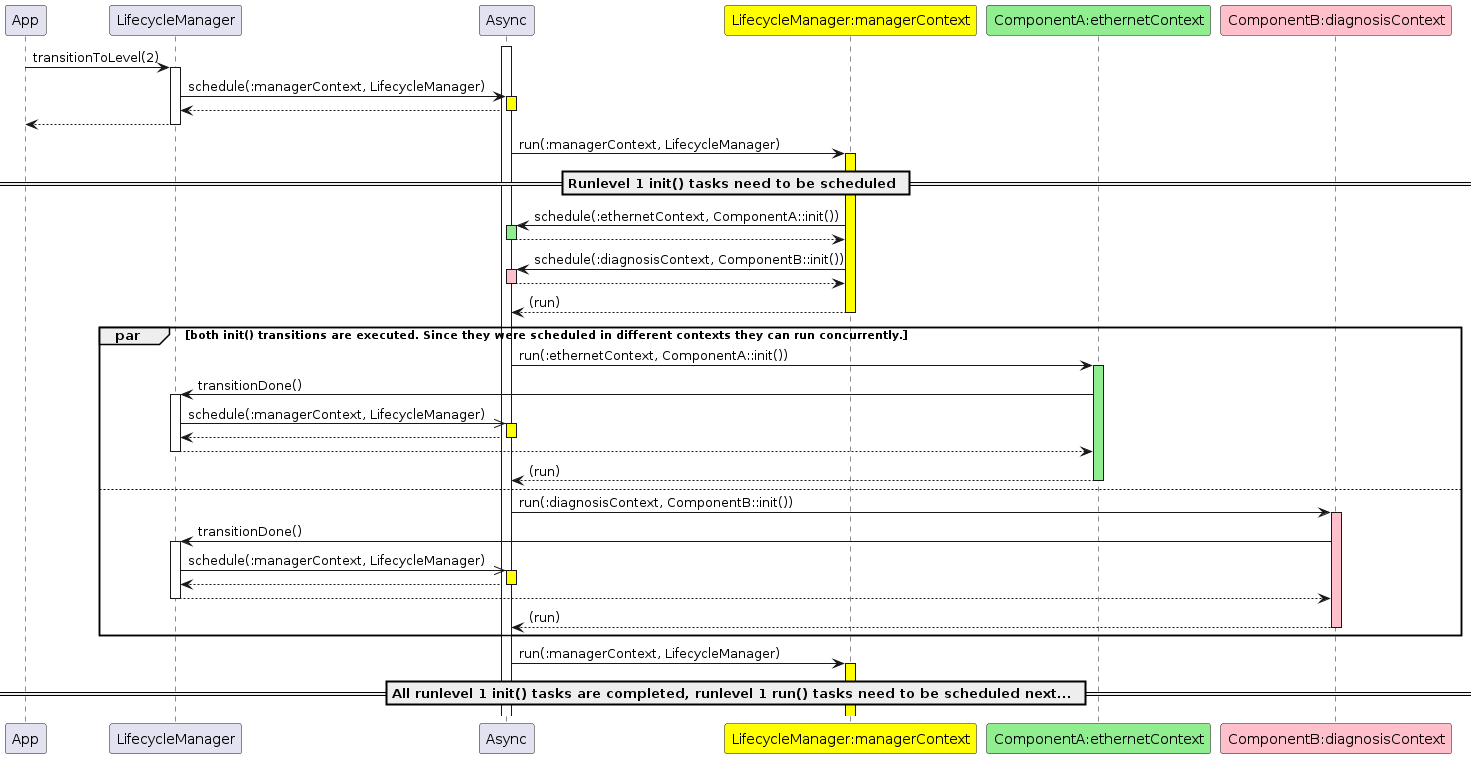 App
LifecycleManager
Async
LifecycleManager:managerContext
ComponentA:ethernetContext
ComponentB:diagnosisContext
transitionToLevel(2)
schedule(:managerContext, LifecycleManager)
run(:managerContext, LifecycleManager)
Runlevel 1 init() tasks need to be scheduled
schedule(:ethernetContext, ComponentA::init())
schedule(:diagnosisContext, ComponentB::init())
(run)
par
[both init() transitions are executed. Since they were scheduled in different contexts they can run concurrently.]
run(:ethernetContext, ComponentA::init())
transitionDone()
schedule(:managerContext, LifecycleManager)
(run)
run(:diagnosisContext, ComponentB::init())
transitionDone()
schedule(:managerContext, LifecycleManager)
(run)
run(:managerContext, LifecycleManager)
All runlevel 1 init() tasks are completed, runlevel 1 run() tasks need to be scheduled next...
App
LifecycleManager
Async
LifecycleManager:managerContext
ComponentA:ethernetContext
ComponentB:diagnosisContext